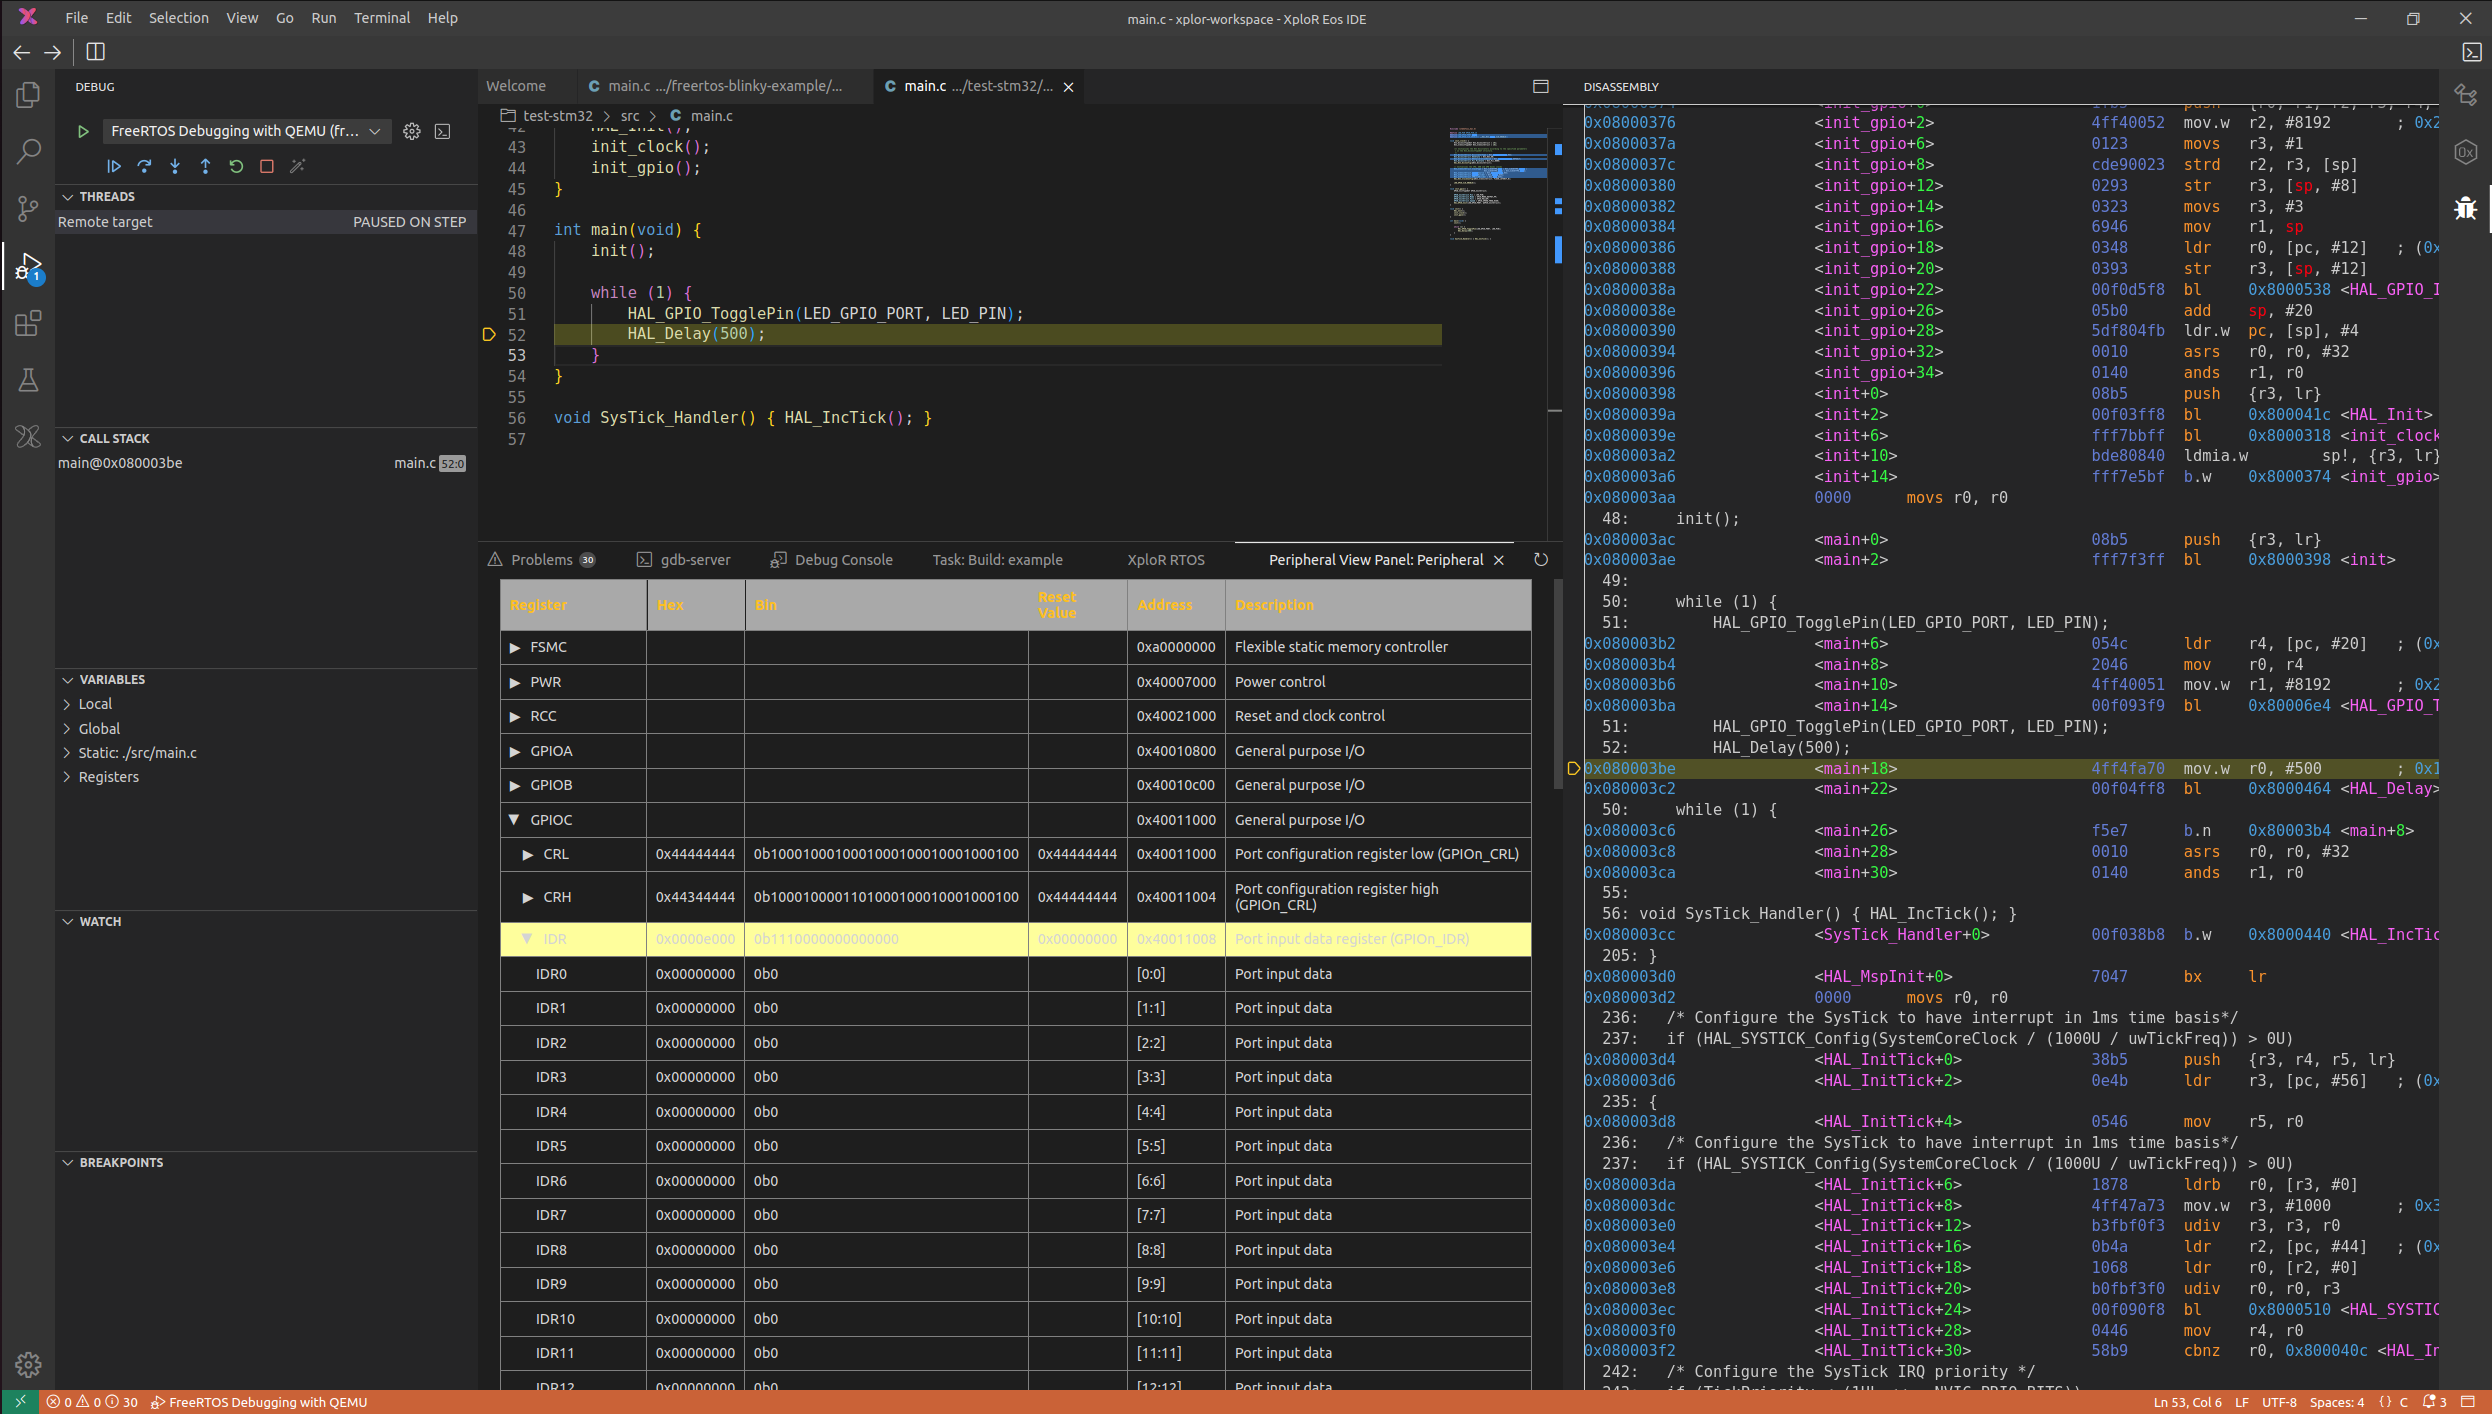 File Edit Selection View Go Run Terminal Help
main.c - xplor-workspace - XploR Eos IDE
DEBUG
FreeRTOS Debugging with QEMU (fr...
THREADS
Remote target PAUSED ON STEP
CALL STACK
main@0x080003be main.c 52:0
VARIABLES
Local
Global
Static: ./src/main.c
Registers
WATCH
BREAKPOINTS
Welcome
main.c .../freertos-blinky-example/...
main.c .../test-stm32/...
test-stm32 > src > C main.c
42 HAL_Init();
43 init_clock();
44 init_gpio();
45 }
46
47 int main(void) {
48 init();
49
50 while (1) {
51 HAL_GPIO_TogglePin(LED_GPIO_PORT, LED_PIN);
52 HAL_Delay(500);
53 }
54 }
55
56 void SysTick_Handler() { HAL_IncTick(); }
57
Problems 30
gdb-server
Debug Console
Task: Build: example
XploR RTOS
Peripheral View Panel: Peripheral
Register Hex Bin Reset Value Address Description
FSMC 0xa0000000 Flexible static memory controller
PWR 0x40007000 Power control
RCC 0x40021000 Reset and clock control
GPIOA 0x40010800 General purpose I/O
GPIOB 0x40010c00 General purpose I/O
GPIOC 0x40011000 General purpose I/O
CRL 0x44444444 0b1000100010001000100010001000100 0x44444444 0x40011000 Port configuration register low (GPIOn_CRL)
CRH 0x44344444 0b1000100001101000100010001000100 0x44444444 0x40011004 Port configuration register high (GPIOn_CRL)
IDR 0x0000e000 0b1110000000000000 0x00000000 0x40011008 Port input data register (GPIOn_IDR)
IDR0 0x00000000 0b0 [0:0] Port input data
IDR1 0x00000000 0b0 [1:1] Port input data
IDR2 0x00000000 0b0 [2:2] Port input data
IDR3 0x00000000 0b0 [3:3] Port input data
IDR4 0x00000000 0b0 [4:4] Port input data
IDR5 0x00000000 0b0 [5:5] Port input data
IDR6 0x00000000 0b0 [6:6] Port input data
IDR7 0x00000000 0b0 [7:7] Port input data
IDR8 0x00000000 0b0 [8:8] Port input data
IDR9 0x00000000 0b0 [9:9] Port input data
IDR10 0x00000000 0b0 [10:10] Port input data
IDR11 0x00000000 0b0 [11:11] Port input data
IDR12 0x00000000 0b0 [12:12] Port input data
DISASSEMBLY
0x08000376 <init_gpio+2> 4ff40052 mov.w r2, #8192 ; 0x2
0x0800037a <init_gpio+6> 0123 movs r3, #1
0x0800037c <init_gpio+8> cde90023 strd r2, r3, [sp]
0x08000380 <init_gpio+12> 0293 str r3, [sp, #8]
0x08000382 <init_gpio+14> 0323 movs r3, #3
0x08000384 <init_gpio+16> 6946 mov r1, sp
0x08000386 <init_gpio+18> 0348 ldr r0, [pc, #12] ; (0x
0x08000388 <init_gpio+20> 0393 str r3, [sp, #12]
0x0800038a <init_gpio+22> 00f0d5f8 bl 0x8000538 <HAL_GPIO_I
0x0800038e <init_gpio+26> 05b0 add sp, #20
0x08000390 <init_gpio+28> 5df804fb ldr.w pc, [sp], #4
0x08000394 <init_gpio+32> 0010 asrs r0, r0, #32
0x08000396 <init_gpio+34> 0140 ands r1, r0
0x08000398 <init+0> 08b5 push {r3, lr}
0x0800039a <init+2> 00f03ff8 bl 0x800041c <HAL_Init>
0x0800039e <init+6> fff7bbff bl 0x8000318 <init_clock
0x080003a2 <init+10> bde80840 ldmia.w sp!, {r3, lr}
0x080003a6 <init+14> fff7e5bf b.w 0x8000374 <init_gpio>
0x080003aa 0000 movs r0, r0
48: init();
0x080003ac <main+0> 08b5 push {r3, lr}
0x080003ae <main+2> fff7f3ff bl 0x8000398 <init>
49:
50: while (1) {
51: HAL_GPIO_TogglePin(LED_GPIO_PORT, LED_PIN);
0x080003b2 <main+6> 054c ldr r4, [pc, #20] ; (0x
0x080003b4 <main+8> 2046 mov r0, r4
0x080003b6 <main+10> 4ff40051 mov.w r1, #8192 ; 0x2
0x080003ba <main+14> 00f093f9 bl 0x80006e4 <HAL_GPIO_T
51: HAL_GPIO_TogglePin(LED_GPIO_PORT, LED_PIN);
52: HAL_Delay(500);
0x080003be <main+18> 4ff4fa70 mov.w r0, #500 ; 0x1
0x080003c2 <main+22> 00f04ff8 bl 0x8000464 <HAL_Delay>
50: while (1) {
0x080003c6 <main+26> f5e7 b.n 0x80003b4 <main+8>
0x080003c8 <main+28> 0010 asrs r0, r0, #32
0x080003ca <main+30> 0140 ands r1, r0
55:
56: void SysTick_Handler() { HAL_IncTick(); }
0x080003cc <SysTick_Handler+0> 00f038b8 b.w 0x8000440 <HAL_IncTic
205: }
0x080003d0 <HAL_MspInit+0> 7047 bx lr
0x080003d2 0000 movs r0, r0
236: /* Configure the SysTick to have interrupt in 1ms time basis*/
237: if (HAL_SYSTICK_Config(SystemCoreClock / (1000U / uwTickFreq)) > 0U)
0x080003d4 <HAL_InitTick+0> 38b5 push {r3, r4, r5, lr}
0x080003d6 <HAL_InitTick+2> 0e4b ldr r3, [pc, #56] ; (0x
235: {
0x080003d8 <HAL_InitTick+4> 0546 mov r5, r0
236: /* Configure the SysTick to have interrupt in 1ms time basis*/
237: if (HAL_SYSTICK_Config(SystemCoreClock / (1000U / uwTickFreq)) > 0U)
0x080003da <HAL_InitTick+6> 1878 ldrb r0, [r3, #0]
0x080003dc <HAL_InitTick+8> 4ff47a73 mov.w r3, #1000 ; 0x3
0x080003e0 <HAL_InitTick+12> b3fbf0f3 udiv r3, r3, r0
0x080003e4 <HAL_InitTick+16> 0b4a ldr r2, [pc, #44] ; (0x
0x080003e6 <HAL_InitTick+18> 1068 ldr r0, [r2, #0]
0x080003e8 <HAL_InitTick+20> b0fbf3f0 udiv r0, r0, r3
0x080003ec <HAL_InitTick+24> 00f090f8 bl 0x8000510 <HAL_SYSTIC
0x080003f0 <HAL_InitTick+28> 0446 mov r4, r0
0x080003f2 <HAL_InitTick+30> 58b9 cbnz r0, 0x800040c <HAL_In
242: /* Configure the SysTick IRQ priority */
0 0 30 FreeRTOS Debugging with QEMU
Ln 53, Col 6 LF UTF-8 Spaces: 4 {} C 3